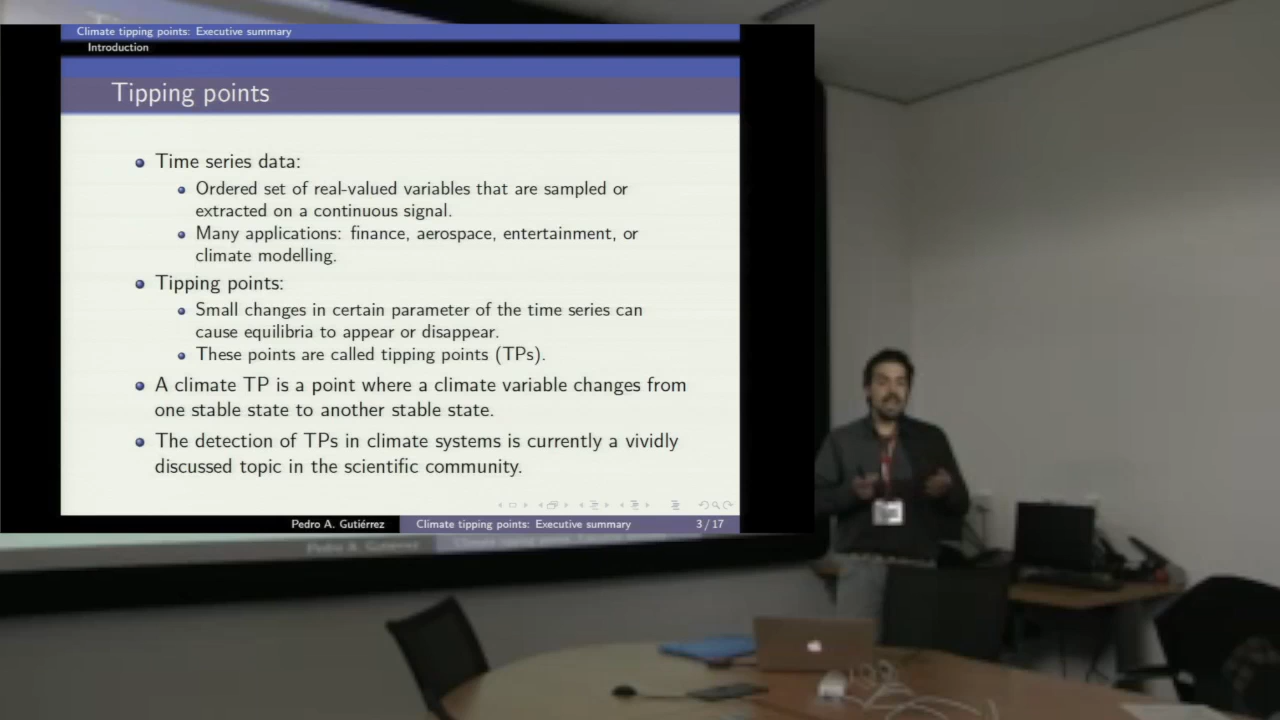 Climate tipping points: Executive summary
Introduction
Tipping points
Time series data:
Ordered set of real-valued variables that are sampled or
extracted on a continuous signal.
Many applications: finance, aerospace, entertainment, or
climate modelling.
Tipping points:
Small changes in certain parameter of the time series can
cause equilibria to appear or disappear.
These points are called tipping points (TPs).
A climate TP is a point where a climate variable changes from
one stable state to another stable state.
The detection of TPs in climate systems is currently a vividly
discussed topic in the scientific community.
Pedro A. Gutiérrez Climate tipping points: Executive summary 3 / 17